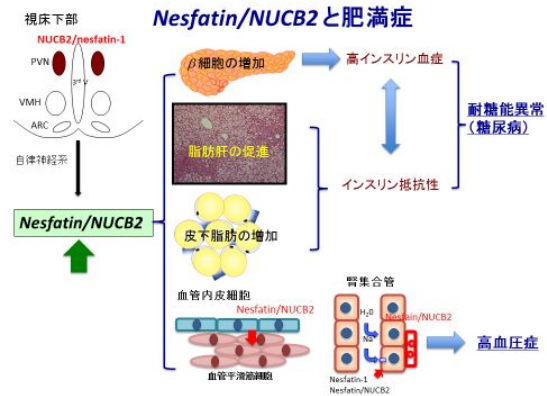 Nesfatin/NUCB2と肥満症
視床下部
NUCB2/nesfatin-1
PVN
3rd V
VMH
ARC
自律神経系
Nesfatin/NUCB2
β細胞の増加
高インスリン血症
脂肪肝の促進
耐糖能異常
(糖尿病)
インスリン抵抗性
皮下脂肪の増加
血管内皮細胞
Nesfatin/NUCB2
血管平滑筋細胞
腎集合管
H20
Nesfatin/NUCB2
Na
Nesfatin-1
Nesfatin/NUCB2
高血圧症